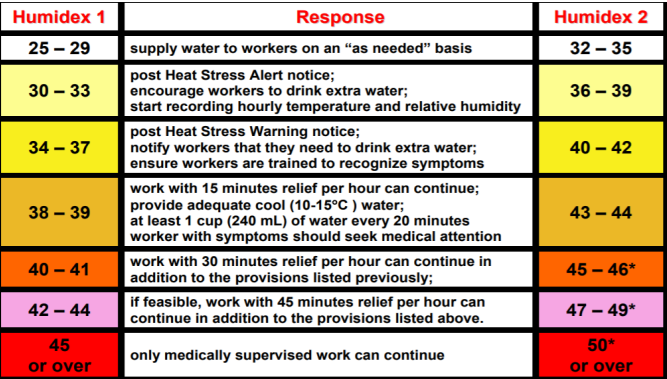 Humidex 1 Response Humidex 2
25 – 29 supply water to workers on an “as needed” basis 32 – 35
post Heat Stress Alert notice;
30 – 33 encourage workers to drink extra water; 36 – 39
start recording hourly temperature and relative humidity
post Heat Stress Warning notice;
34 – 37 notify workers that they need to drink extra water; 40 – 42
ensure workers are trained to recognize symptoms
work with 15 minutes relief per hour can continue;
38 – 39 provide adequate cool (10-15ºC ) water; 43 – 44
at least 1 cup (240 mL) of water every 20 minutes
worker with symptoms should seek medical attention
40 – 41 work with 30 minutes relief per hour can continue in 45 – 46*
addition to the provisions listed previously;
42 – 44 if feasible, work with 45 minutes relief per hour can 47 – 49*
continue in addition to the provisions listed above.
45 only medically supervised work can continue 50*
or over or over